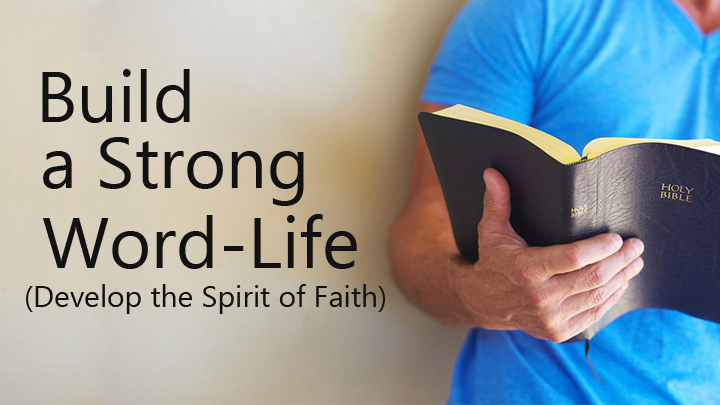 Build
a Strong
Word-Life
(Develop the Spirit of Faith)
HOLY
BIBLE
HOLY
BIBLE